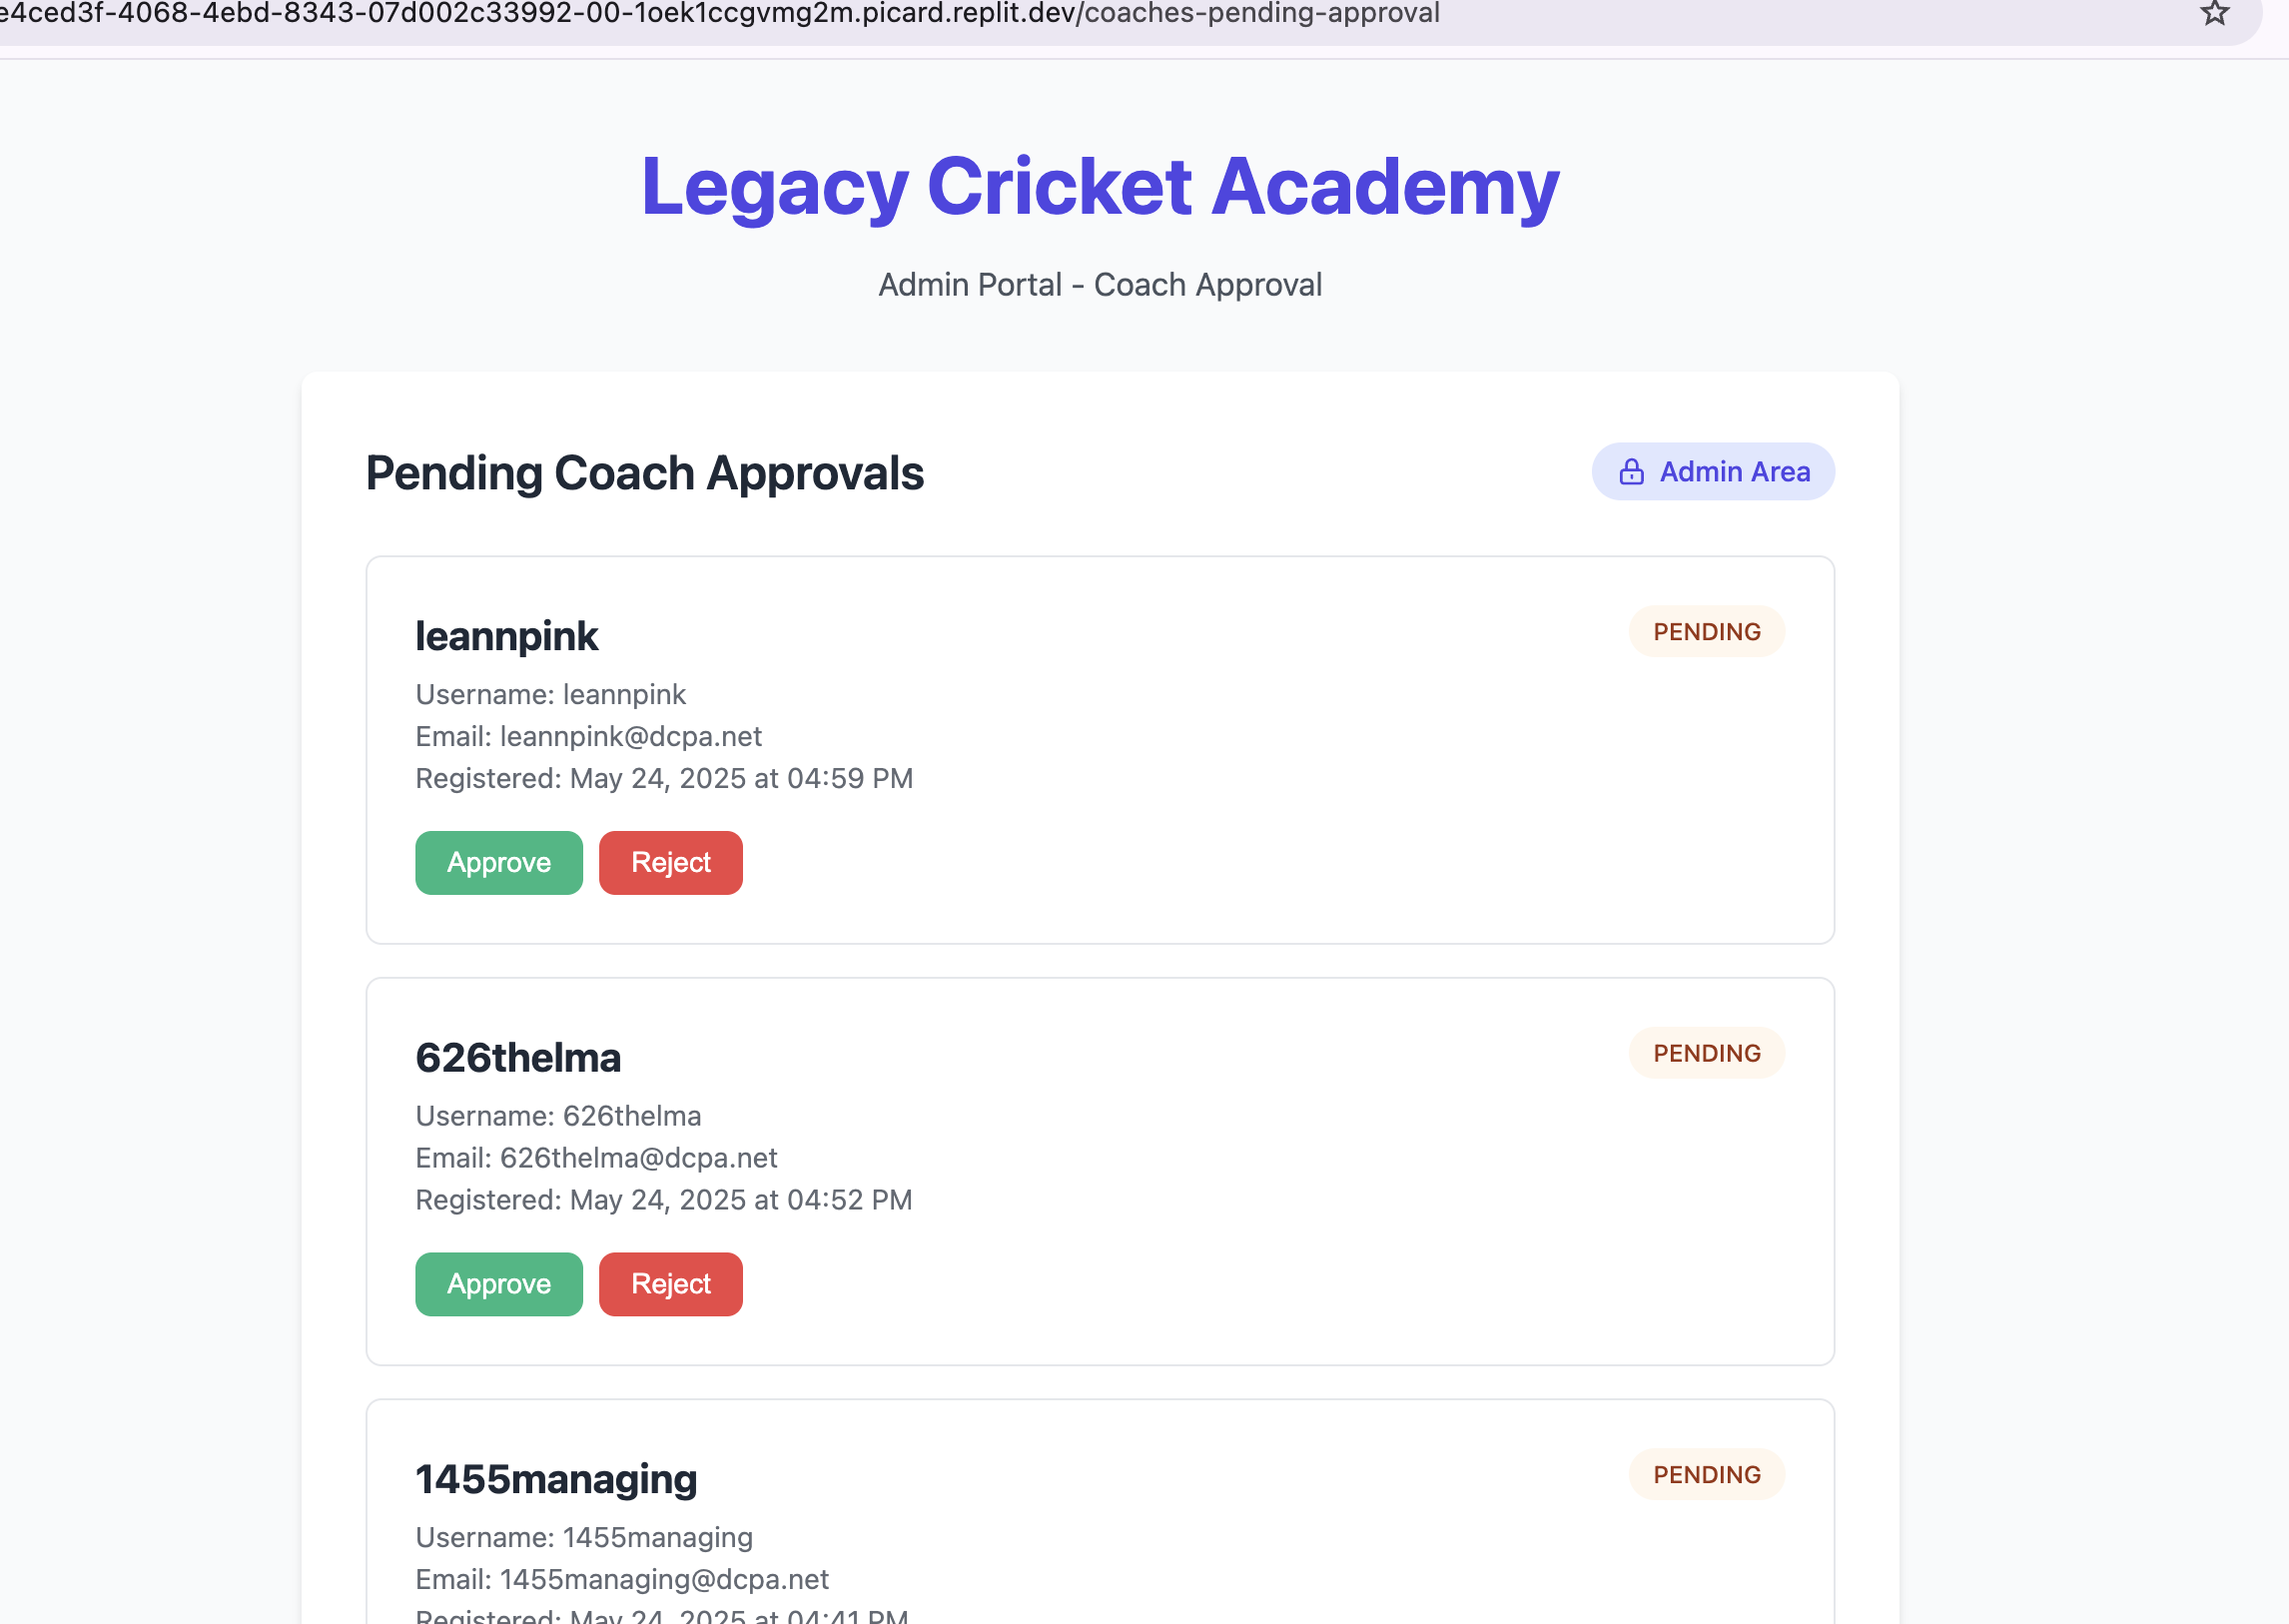 e4ced3f-4068-4ebd-8343-07d002c33992-00-1oek1ccgvmg2m.picard.replit.dev/coaches-pending-approval
Legacy Cricket Academy
Admin Portal - Coach Approval
Pending Coach Approvals
Admin Area
leannpink
PENDING
Username: leannpink
Email: leannpink@dcpa.net
Registered: May 24, 2025 at 04:59 PM
Approve
Reject
626thelma
PENDING
Username: 626thelma
Email: 626thelma@dcpa.net
Registered: May 24, 2025 at 04:52 PM
Approve
Reject
1455managing
PENDING
Username: 1455managing
Email: 1455managing@dcpa.net
Registered: May 24, 2025 at 04:41 PM